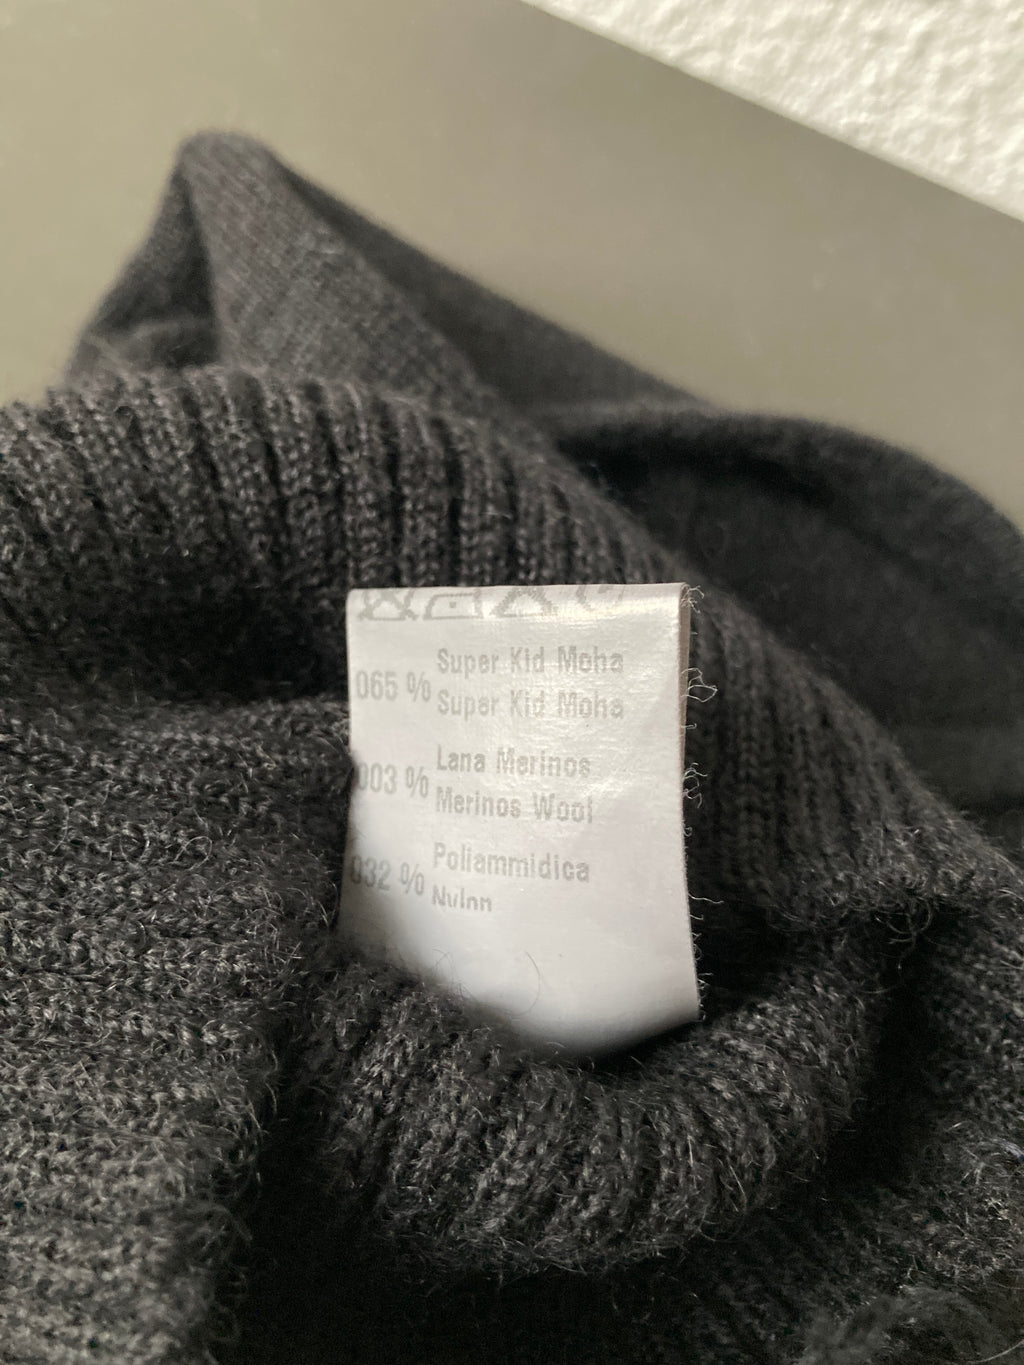 065 % Super Kid Moha
Super Kid Moha
003 % Lana Merinos
Merinos Wool
032 % Poliammidica
Nylon